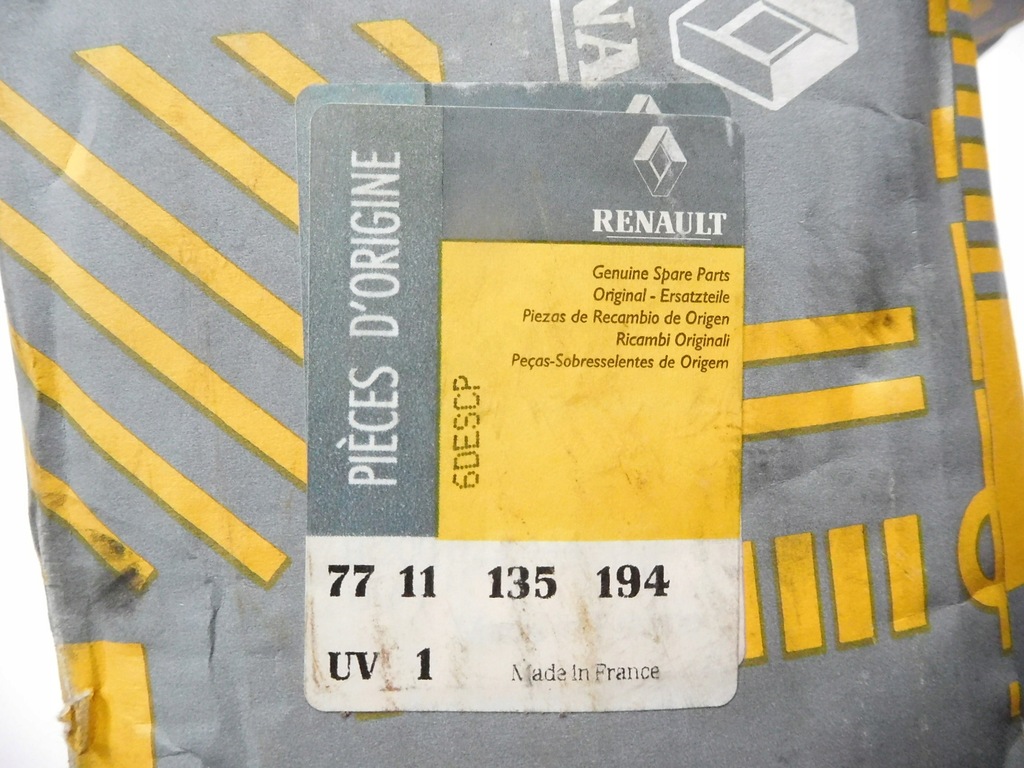 NA
PIÈCES D'ORIGINE
RENAULT
Genuine Spare Parts
Original - Ersatzteile
Piezas de Recambio de Origen
Ricambi Originali
Peças-Sobresselentes de Origem
6DESCP
77 11 135 194
UV 1
Made in France